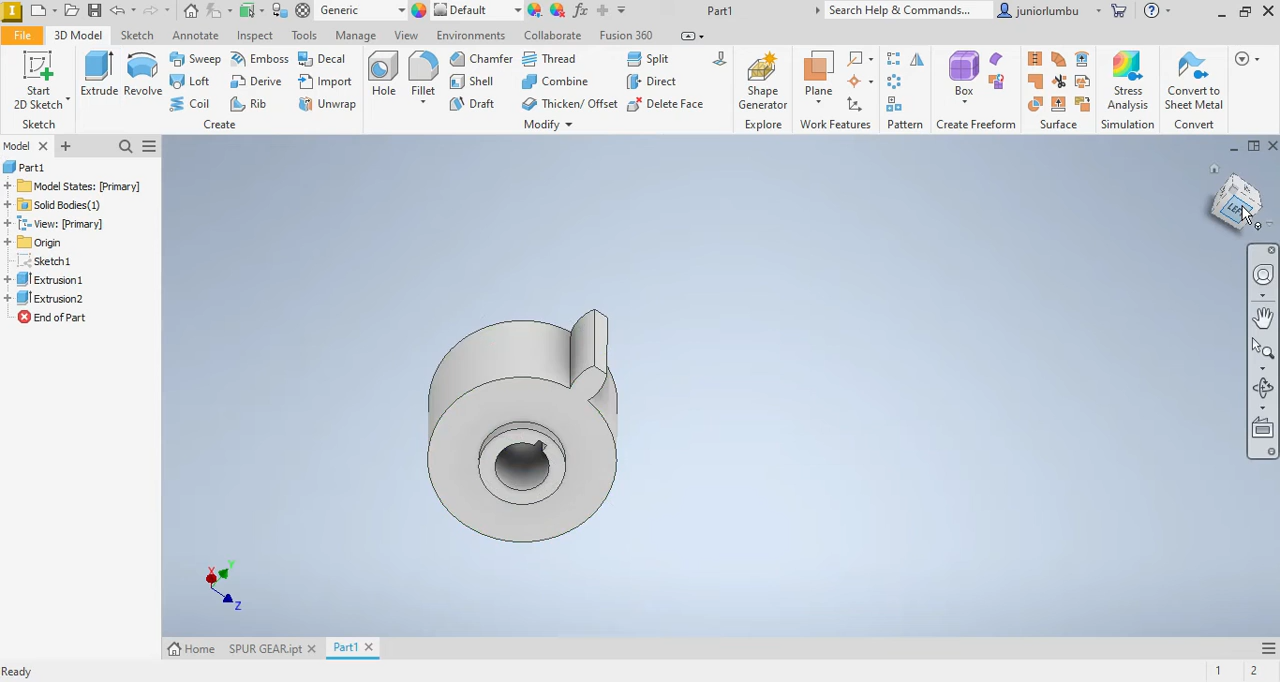 I Generic Default fx Part1 Search Help & Commands... juniorlumbu
File 3D Model Sketch Annotate Inspect Tools Manage View Environments Collaborate Fusion 360
Start 2D Sketch
Extrude
Sweep Emboss Decal
Loft Derive Import
Coil Rib Unwrap
Hole Fillet
Chamfer Thread Split
Shell Combine Direct
Draft Thicken/ Offset Delete Face
Shape Generator
Plane
Box
Stress Analysis
Convert to Sheet Metal
Sketch Create Modify Explore Work Features Pattern Create Freeform Surface Simulation Convert
Model
Part1
Model States: [Primary]
Solid Bodies(1)
View: [Primary]
Origin
Sketch1
Extrusion1
Extrusion2
End of Part
X
Y
Z
Home SPUR GEAR.ipt Part1
Ready 1 2